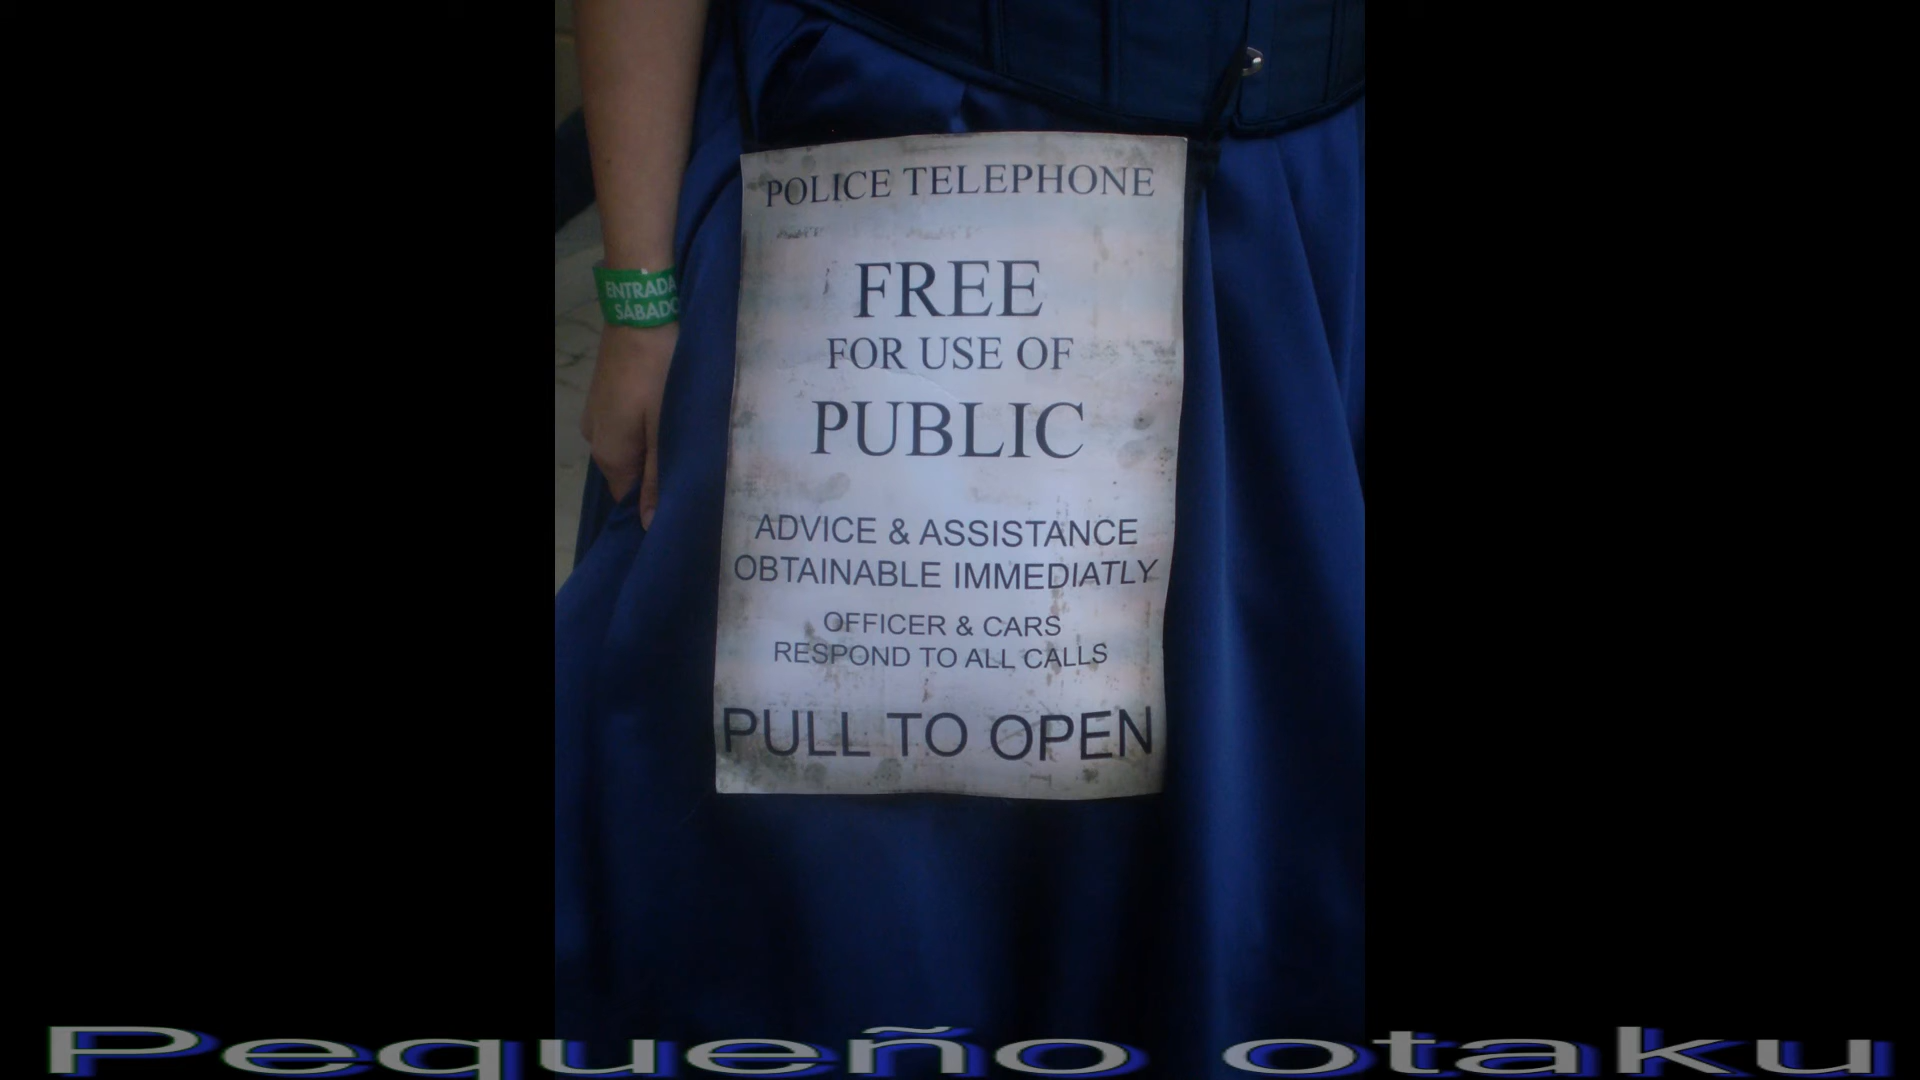 POLICE TELEPHONE
FREE
FOR USE OF
PUBLIC
ADVICE & ASSISTANCE
OBTAINABLE IMMEDIATLY
OFFICER & CARS
RESPOND TO ALL CALLS
PULL TO OPEN
ENTRADA
SÁBADO
Pequeño otaku